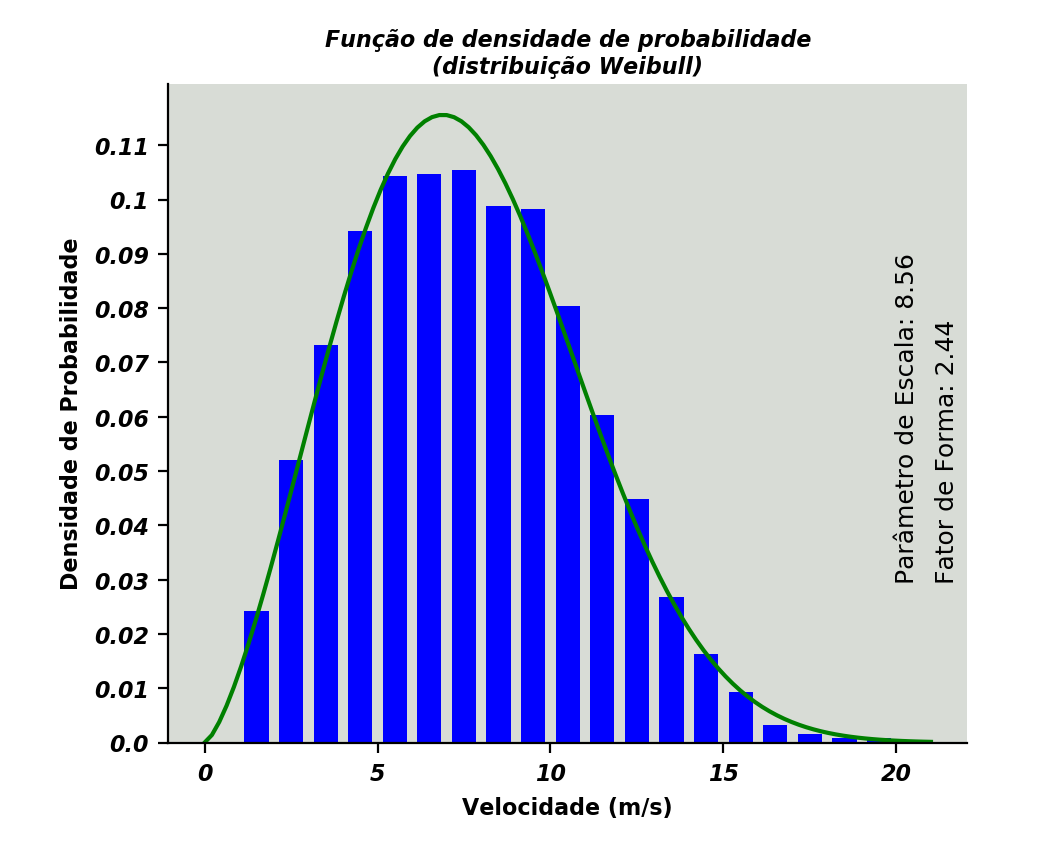 Função de densidade de probabilidade
(distribuição Weibull)
Densidade de Probabilidade
0.11
0.1
0.09
0.08
0.07
0.06
0.05
0.04
0.03
0.02
0.01
0.0
Parâmetro de Escala: 8.56
Fator de Forma: 2.44
0 5 10 15 20
Velocidade (m/s)